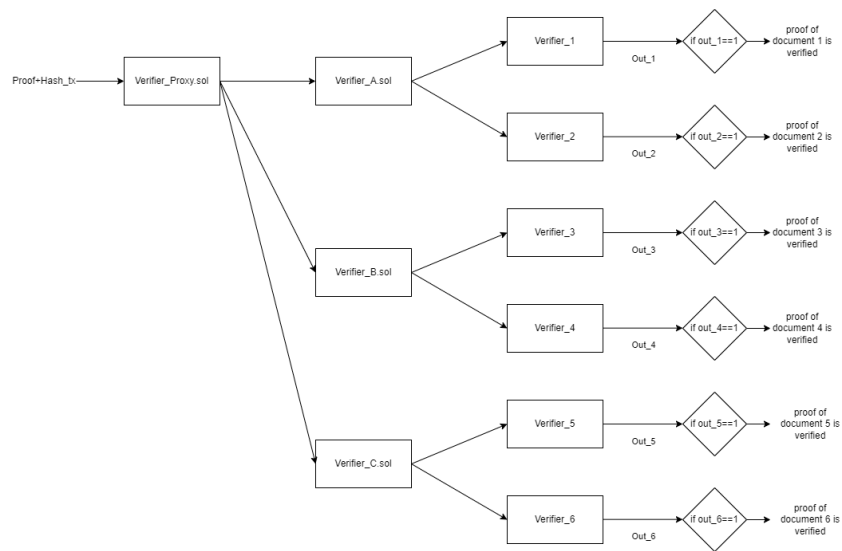 Proof+Hash_tx
Verifier_Proxy.sol
Verifier_A.sol
Verifier_1
Out_1
if out_1==1
proof of
document 1 is
verified
Verifier_2
Out_2
if out_2==1
proof of
document 2 is
verified
Verifier_B.sol
Verifier_3
Out_3
if out_3==1
proof of
document 3 is
verified
Verifier_4
Out_4
if out_4==1
proof of
document 4 is
verified
Verifier_C.sol
Verifier_5
Out_5
if out_5==1
proof of
document 5 is
verified
Verifier_6
Out_6
if out_6==1
proof of
document 6 is
verified